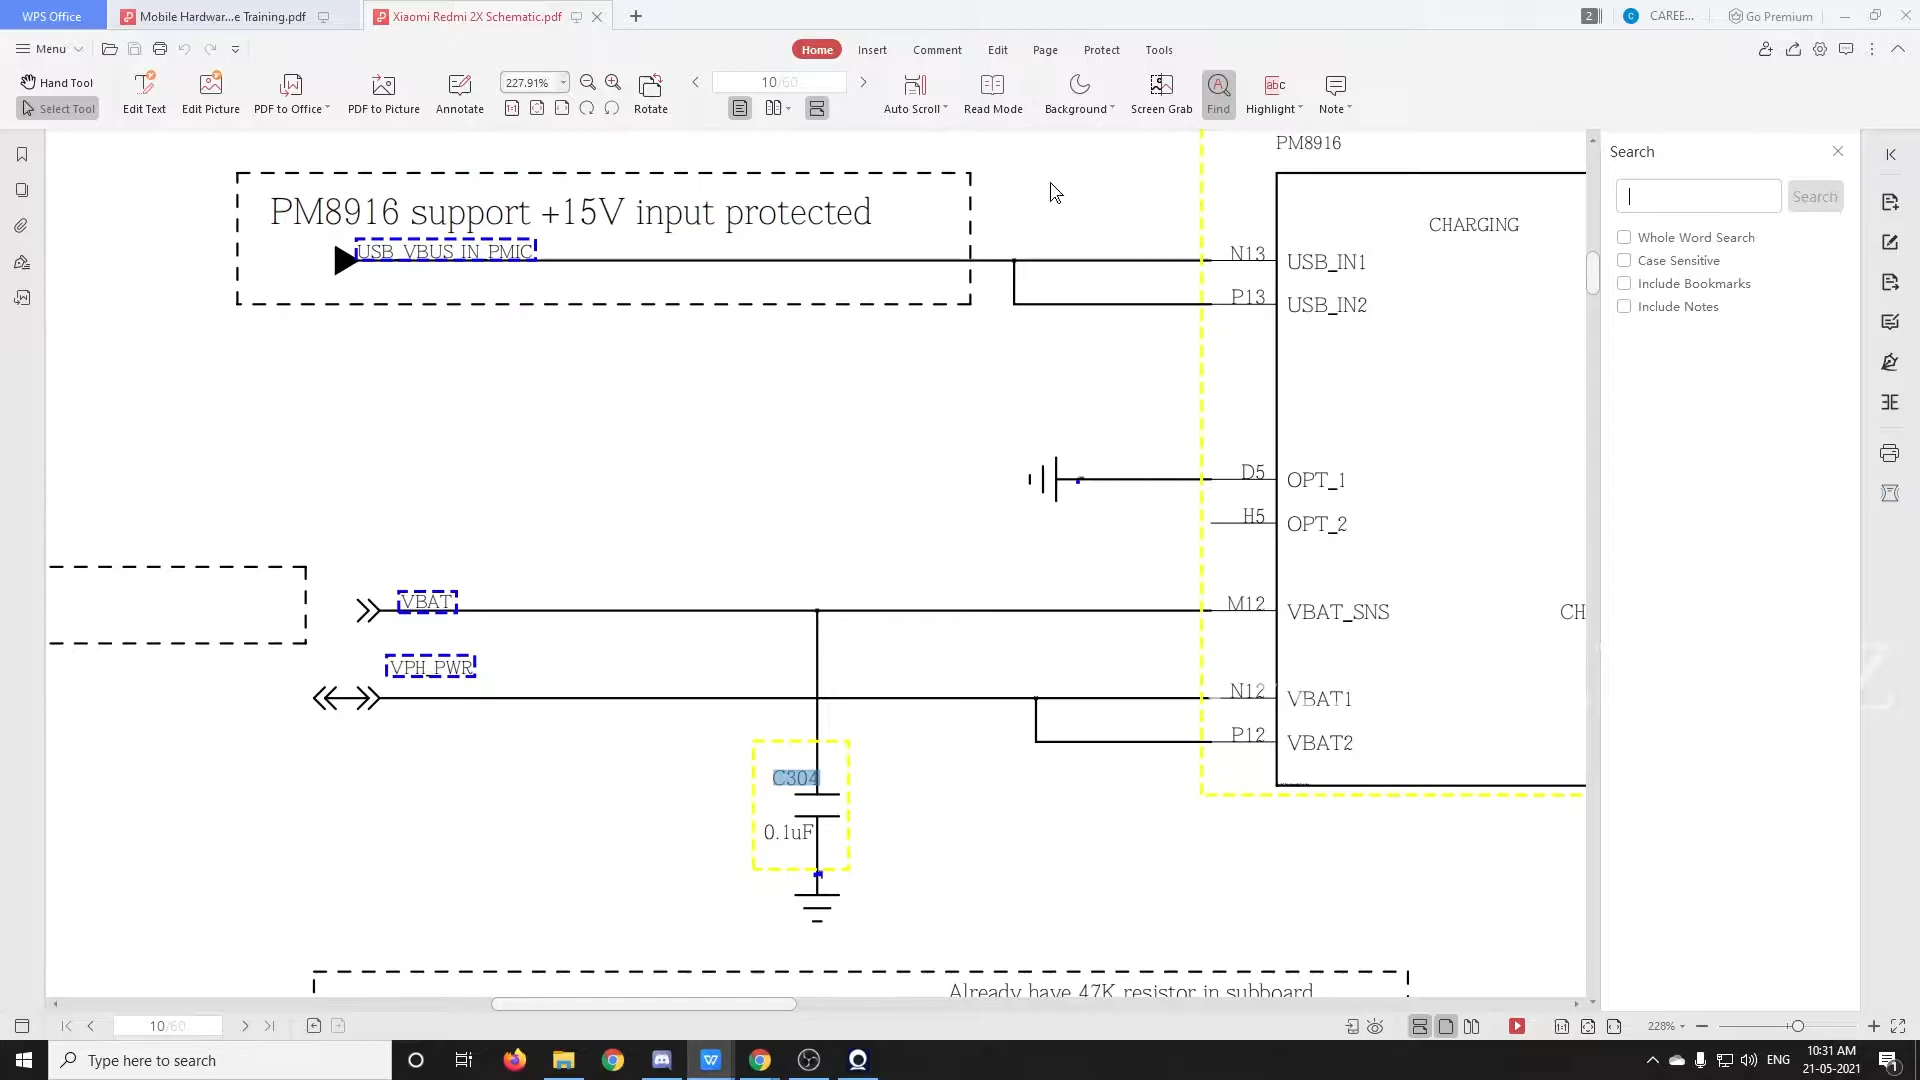 WPS Office
Mobile Hardwar...e Training.pdf
Xiaomi Redmi 2X Schematic.pdf
2
C
CAREE...
Go Premium
Menu
Home
Insert
Comment
Edit
Page
Protect
Tools
Hand Tool
Select Tool
Edit Text
Edit Picture
PDF to Office
PDF to Picture
Annotate
227.91%
Rotate
10/60
Auto Scroll
Read Mode
Background
Screen Grab
Find
Highlight
Note
PM8916
PM8916 support +15V input protected
USB_VBUS_IN_PMIC
CHARGING
N13
USB_IN1
P13
USB_IN2
D5
OPT_1
H5
OPT_2
VBAT
M12
VBAT_SNS
CH
VPH_PWR
N12
VBAT1
P12
VBAT2
C304
0.1uF
Already have 47K resistor in subboard
Search
Search
Whole Word Search
Case Sensitive
Include Bookmarks
Include Notes
10/60
228%
Type here to search
ENG
10:31 AM
21-05-2021
1